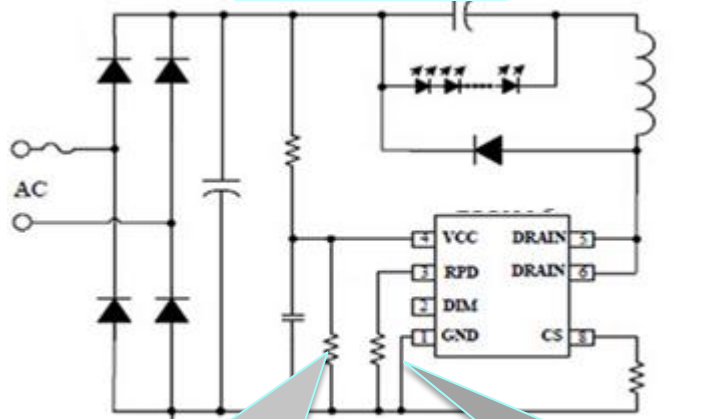 AC
4 VCC DRAIN 5
3 RPD DRAIN 6
2 DIM
1 GND CS 8